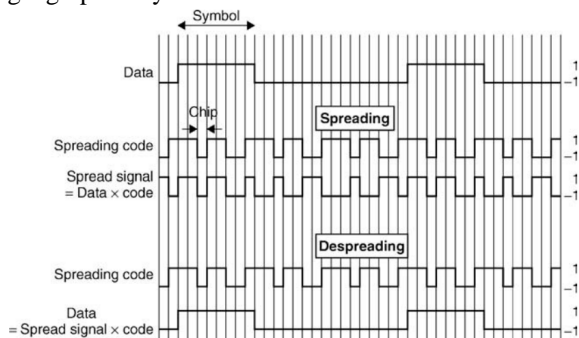 Symbol
Data
1
−1
Chip
Spreading
Spreading code
1
−1
Spread signal
= Data × code
1
−1
Despreading
Spreading code
1
−1
Data
= Spread signal × code
1
−1